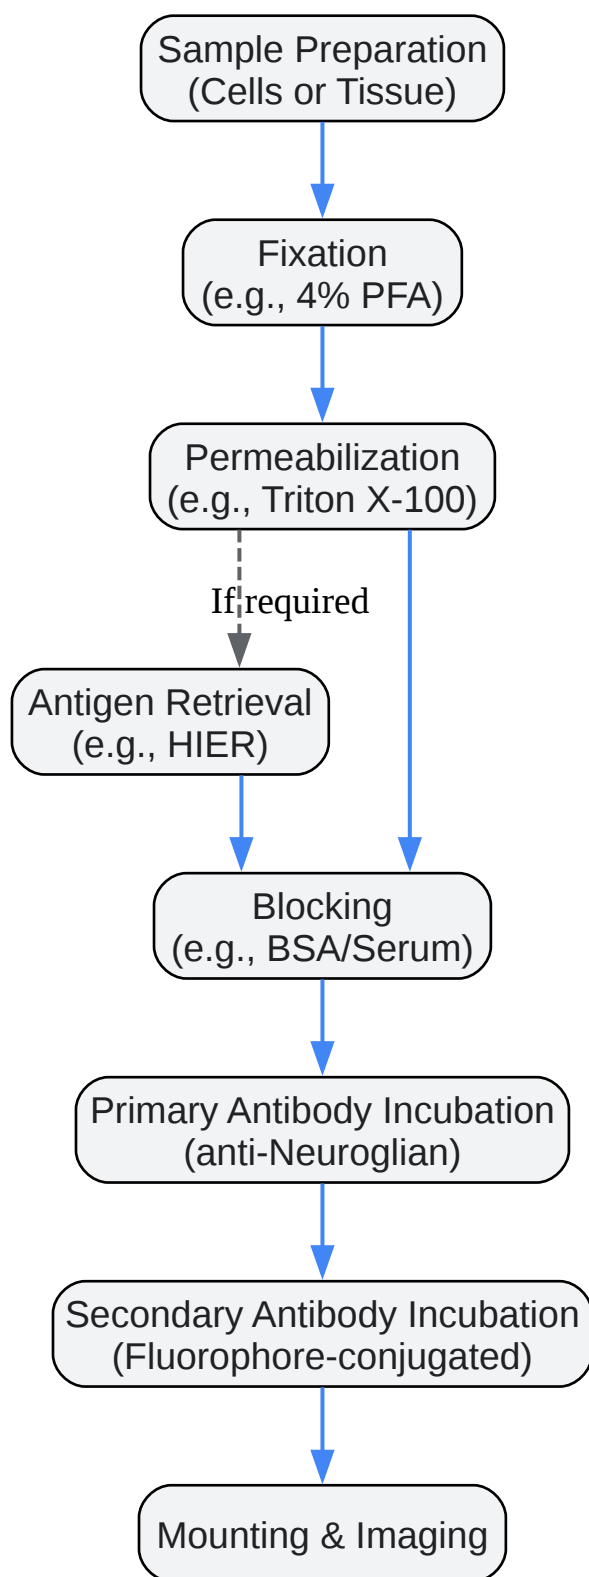 Sample Preparation
(Cells or Tissue)
Fixation
(e.g., 4% PFA)
Permeabilization
(e.g., Triton X-100)
If required
Antigen Retrieval
(e.g., HIER)
Blocking
(e.g., BSA/Serum)
Primary Antibody Incubation
(anti-Neuroglian)
Secondary Antibody Incubation
(Fluorophore-conjugated)
Mounting & Imaging